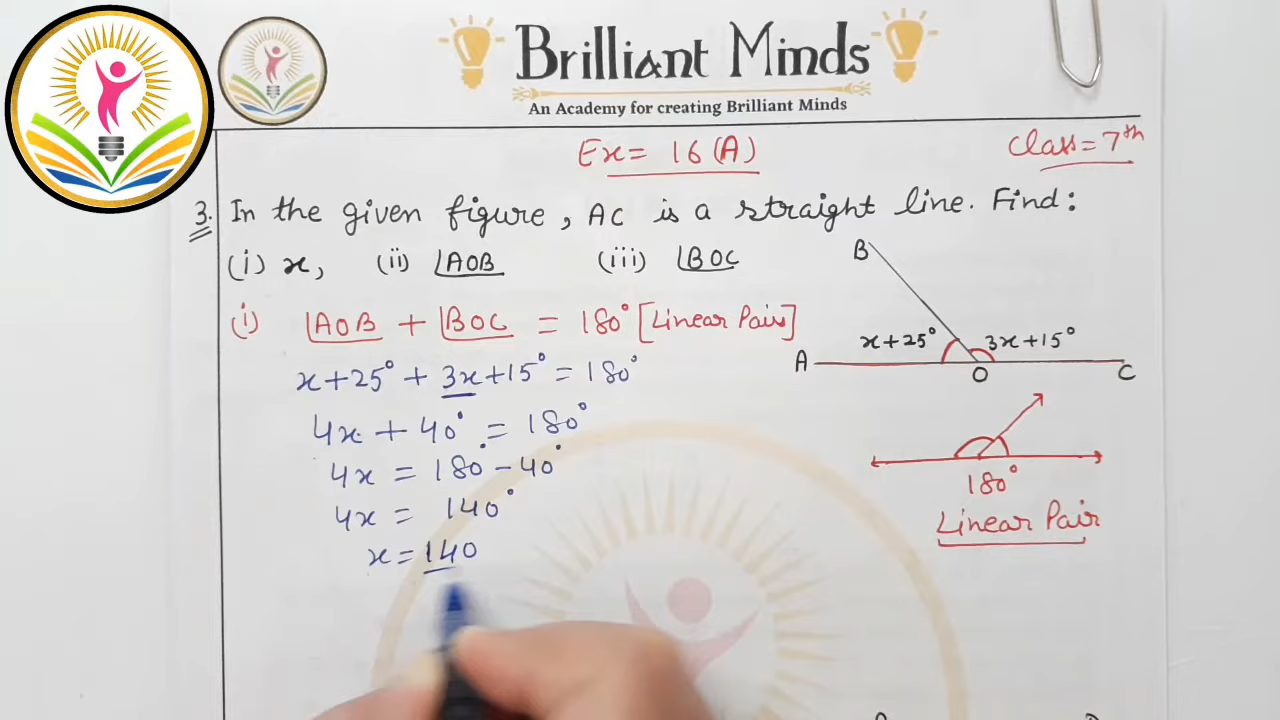 Brilliant Minds
An Academy for creating Brilliant Minds
Ex= 16(A)
Class=7th
3. In the given figure, AC is a straight line. Find:
(i) x, (ii) ∠AOB (iii) ∠BOC
(i) ∠AOB + ∠BOC = 180° [Linear Pair]
x+25° + 3x+15° = 180°
4x + 40° = 180°
4x = 180° - 40°
4x = 140°
x = 140
B
x+25° 3x+15°
A O C
180°
Linear Pair